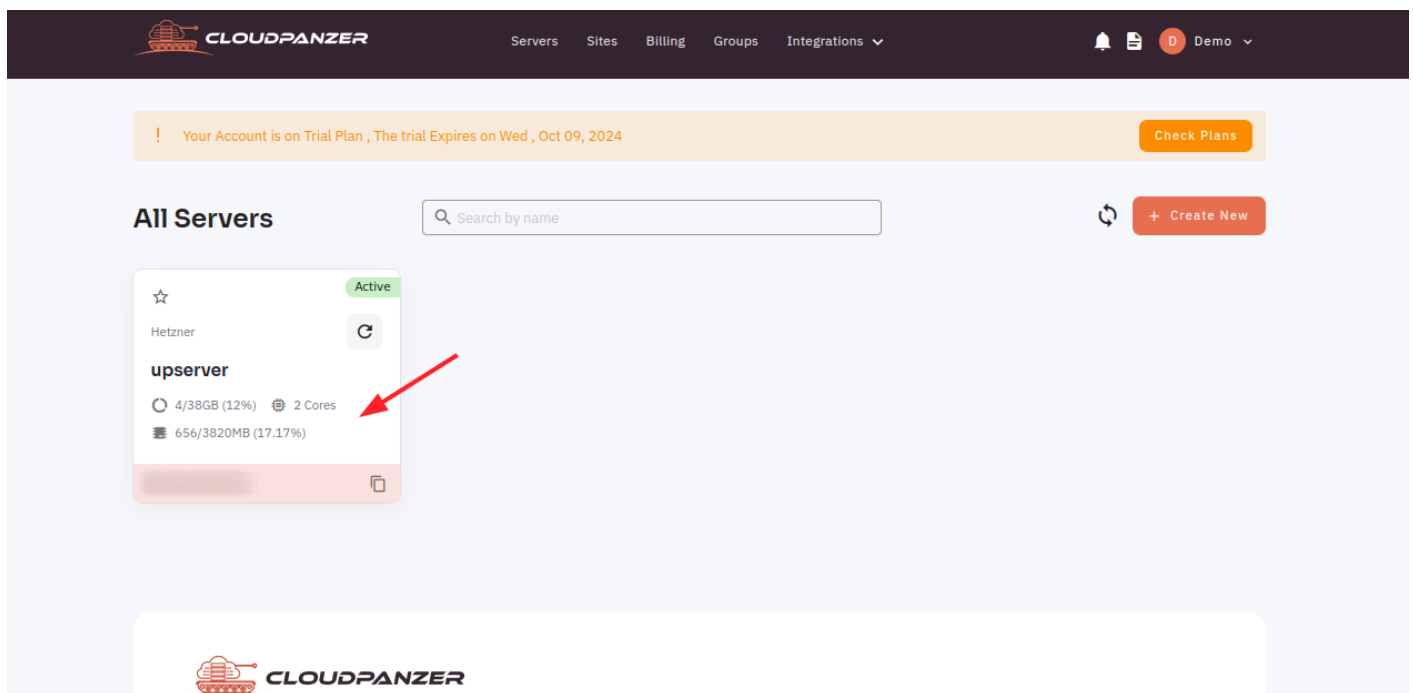 CLOUDPANZER Servers Sites Billing Groups Integrations D Demo
! Your Account is on Trial Plan , The trial Expires on Wed , Oct 09, 2024 Check Plans
All Servers Search by name + Create New
Active
Hetzner
upserver
4/38GB (12%) 2 Cores
656/3820MB (17.17%)
CLOUDPANZER